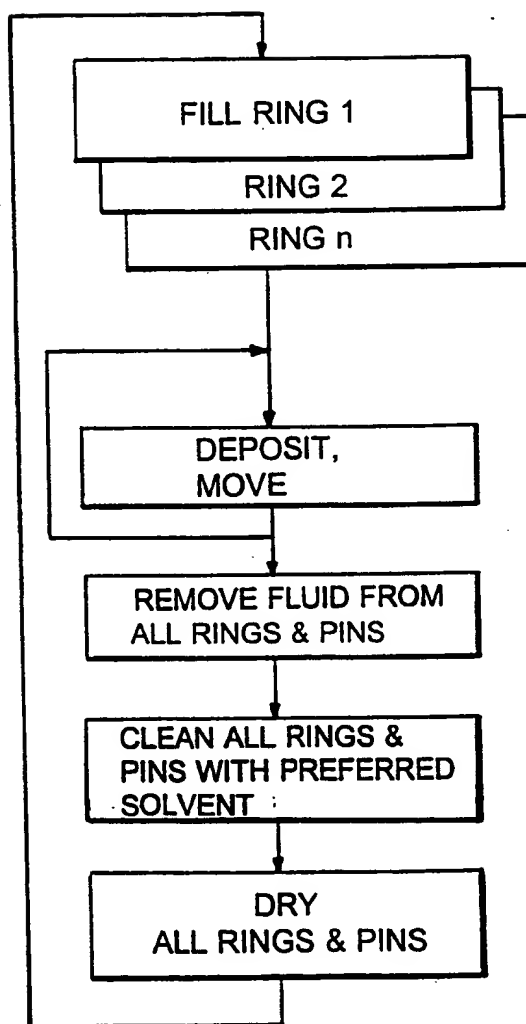 FILL RING 1
RING 2
RING n
DEPOSIT,
MOVE
REMOVE FLUID FROM
ALL RINGS & PINS
CLEAN ALL RINGS &
PINS WITH PREFERRED
SOLVENT
DRY
ALL RINGS & PINS